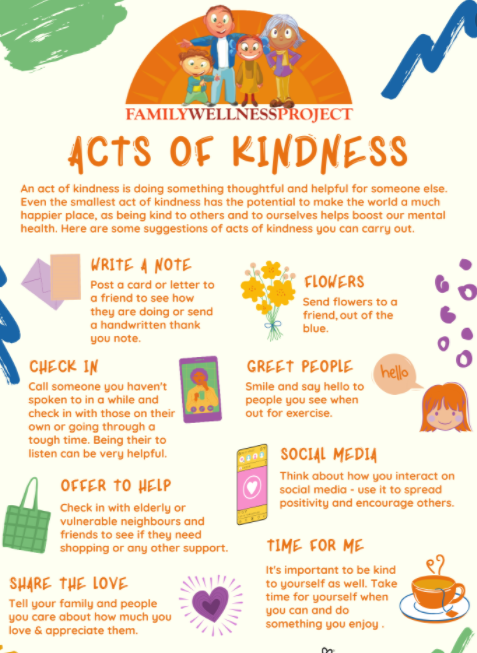 FAMILYWELLNESSPROJECT
ACTS OF KINDNESS
An act of kindness is doing something thoughtful and helpful for someone else.
Even the smallest act of kindness has the potential to make the world a much
happier place, as being kind to others and to ourselves helps boost our mental
health. Here are some suggestions of acts of kindness you can carry out.
WRITE A NOTE
Post a card or letter to
a friend to see how
they are doing or send
a handwritten thank
you note.
FLOWERS
Send flowers to a
friend, out of the
blue.
CHECK IN
Call someone you haven't
spoken to in a while and
check in with those on their
own or going through a
tough time. Being their to
listen can be very helpful.
GREET PEOPLE
Smile and say hello to
people you see when
out for exercise.
hello
SOCIAL MEDIA
Think about how you interact on
social media - use it to spread
positivity and encourage others.
OFFER TO HELP
Check in with elderly or
vulnerable neighbours and
friends to see if they need
shopping or any other support.
TIME FOR ME
It's important to be kind
to yourself as well. Take
time for yourself when
you can and do
something you enjoy .
SHARE THE LOVE
Tell your family and people
you care about how much you
love & appreciate them.